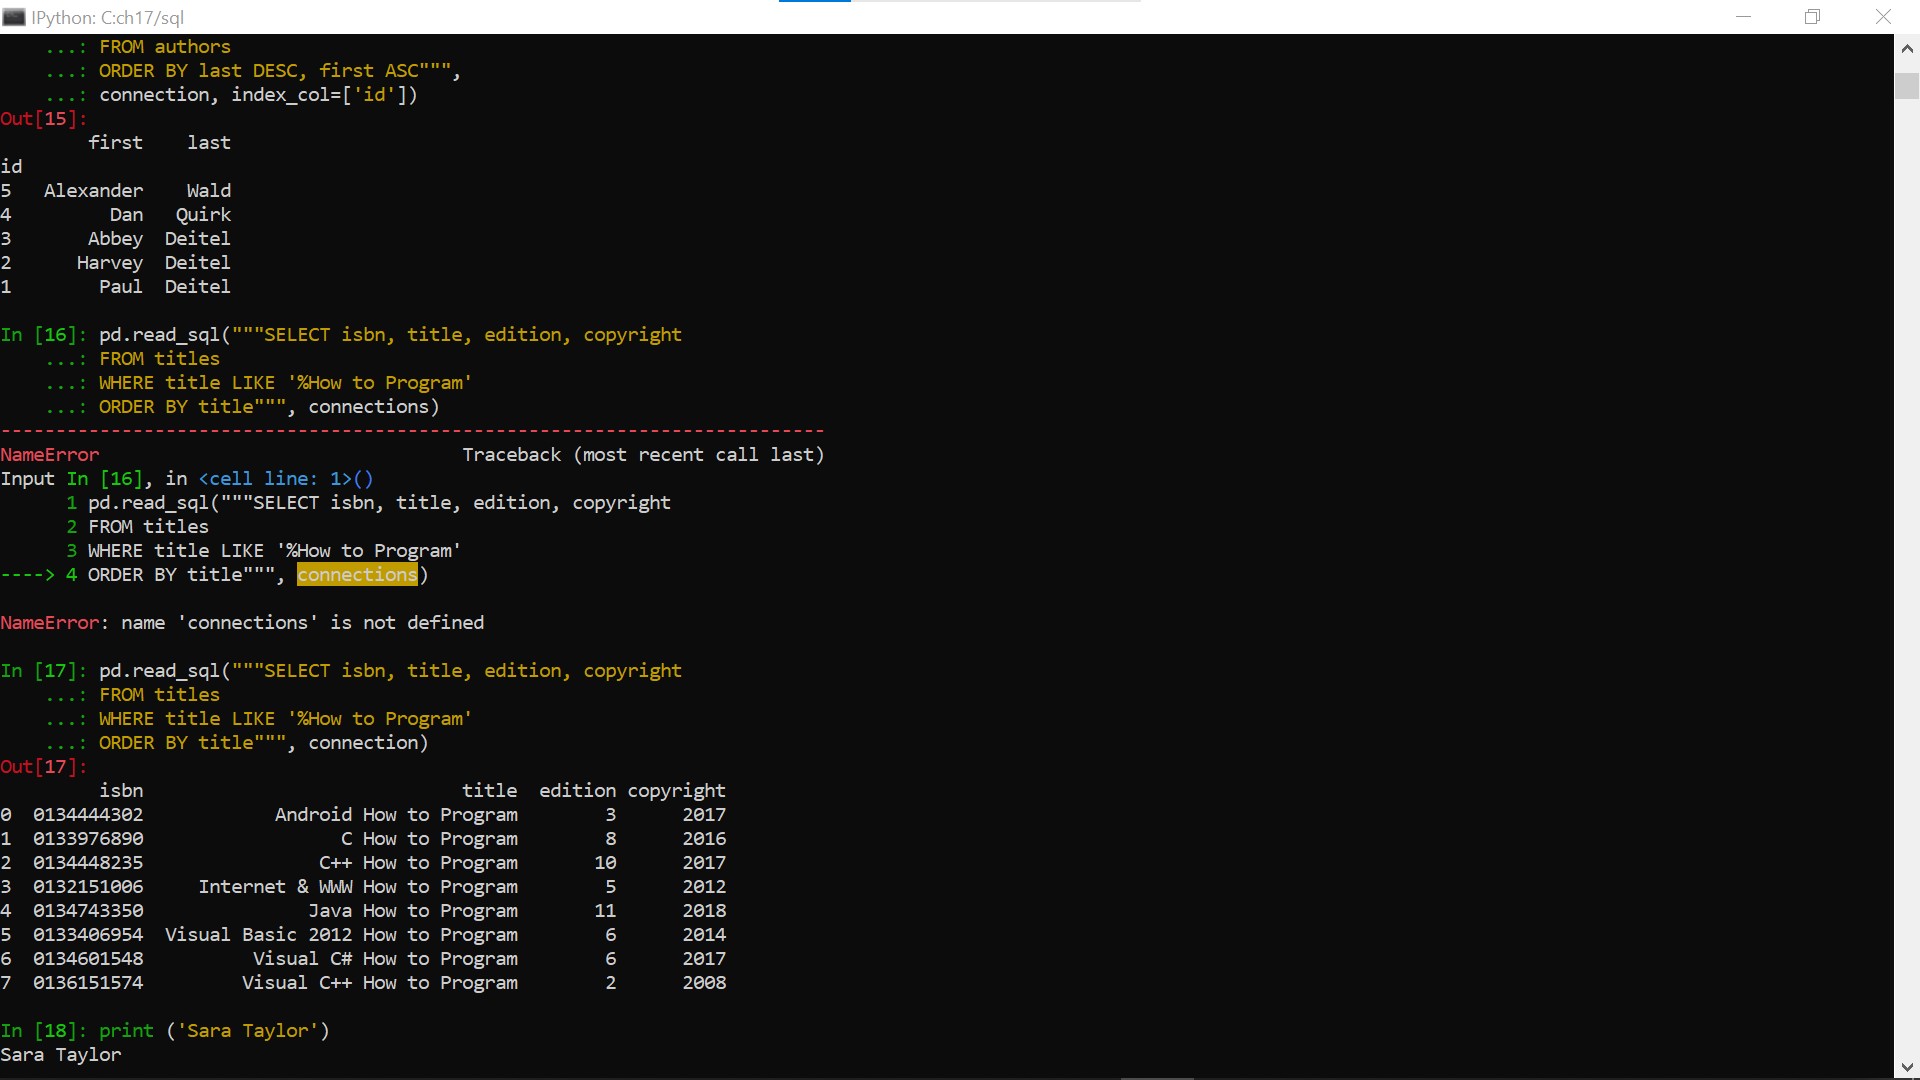 IPython: C:ch17/sql
...: FROM authors
...: ORDER BY last DESC, first ASC""",
...: connection, index_col=['id'])
Out[15]:
first last
id
5 Alexander Wald
4 Dan Quirk
3 Abbey Deitel
2 Harvey Deitel
1 Paul Deitel
In [16]: pd.read_sql("""SELECT isbn, title, edition, copyright
...: FROM titles
...: WHERE title LIKE '%How to Program'
...: ORDER BY title""", connections)
---------------------------------------------------------------------------
NameError Traceback (most recent call last)
Input In [16], in <cell line: 1>()
1 pd.read_sql("""SELECT isbn, title, edition, copyright
2 FROM titles
3 WHERE title LIKE '%How to Program'
----> 4 ORDER BY title""", connections)
NameError: name 'connections' is not defined
In [17]: pd.read_sql("""SELECT isbn, title, edition, copyright
...: FROM titles
...: WHERE title LIKE '%How to Program'
...: ORDER BY title""", connection)
Out[17]:
isbn title edition copyright
0 0134444302 Android How to Program 3 2017
1 0133976890 C How to Program 8 2016
2 0134448235 C++ How to Program 10 2017
3 0132151006 Internet & WWW How to Program 5 2012
4 0134743350 Java How to Program 11 2018
5 0133406954 Visual Basic 2012 How to Program 6 2014
6 0134601548 Visual C# How to Program 6 2017
7 0136151574 Visual C++ How to Program 2 2008
In [18]: print ('Sara Taylor')
Sara Taylor